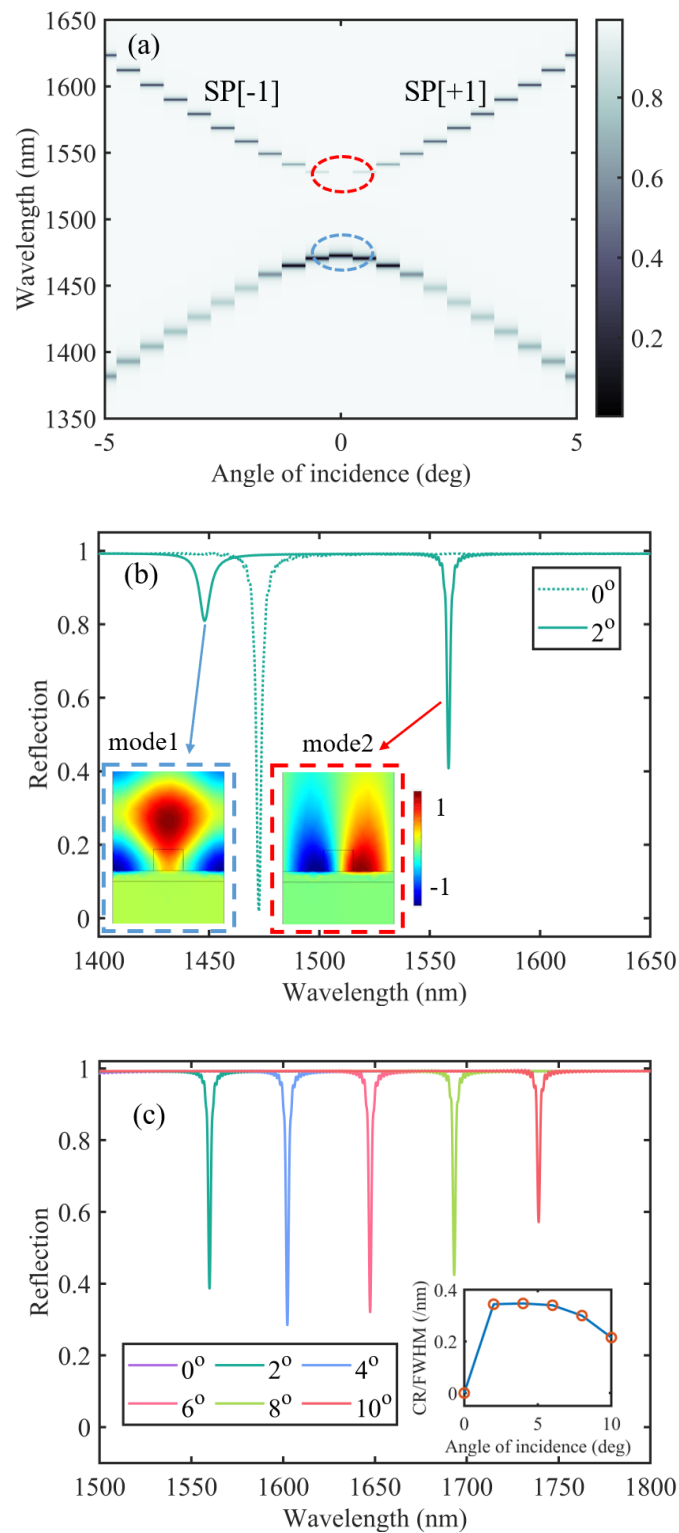 1650
(a)
1600
SP[-1]
SP[+1]
0.8
1550
0.6
1500
Wavelength (nm)
1450
0.4
1400
0.2
1350
-5
0
5
Angle of incidence (deg)
1
(b)
0°
2°
0.8
0.6
mode1
mode2
0.4
Reflection
1
0.2
-1
0
1400
1450
1500
1550
1600
1650
Wavelength (nm)
1
(c)
0.8
0.6
Reflection
0.4
0.2
0
0° 2° 4°
6° 8° 10°
0.4
0.2
0
CR/FWHM (/nm)
0
5
10
Angle of incidence (deg)
1500
1550
1600
1650
1700
1750
1800
Wavelength (nm)